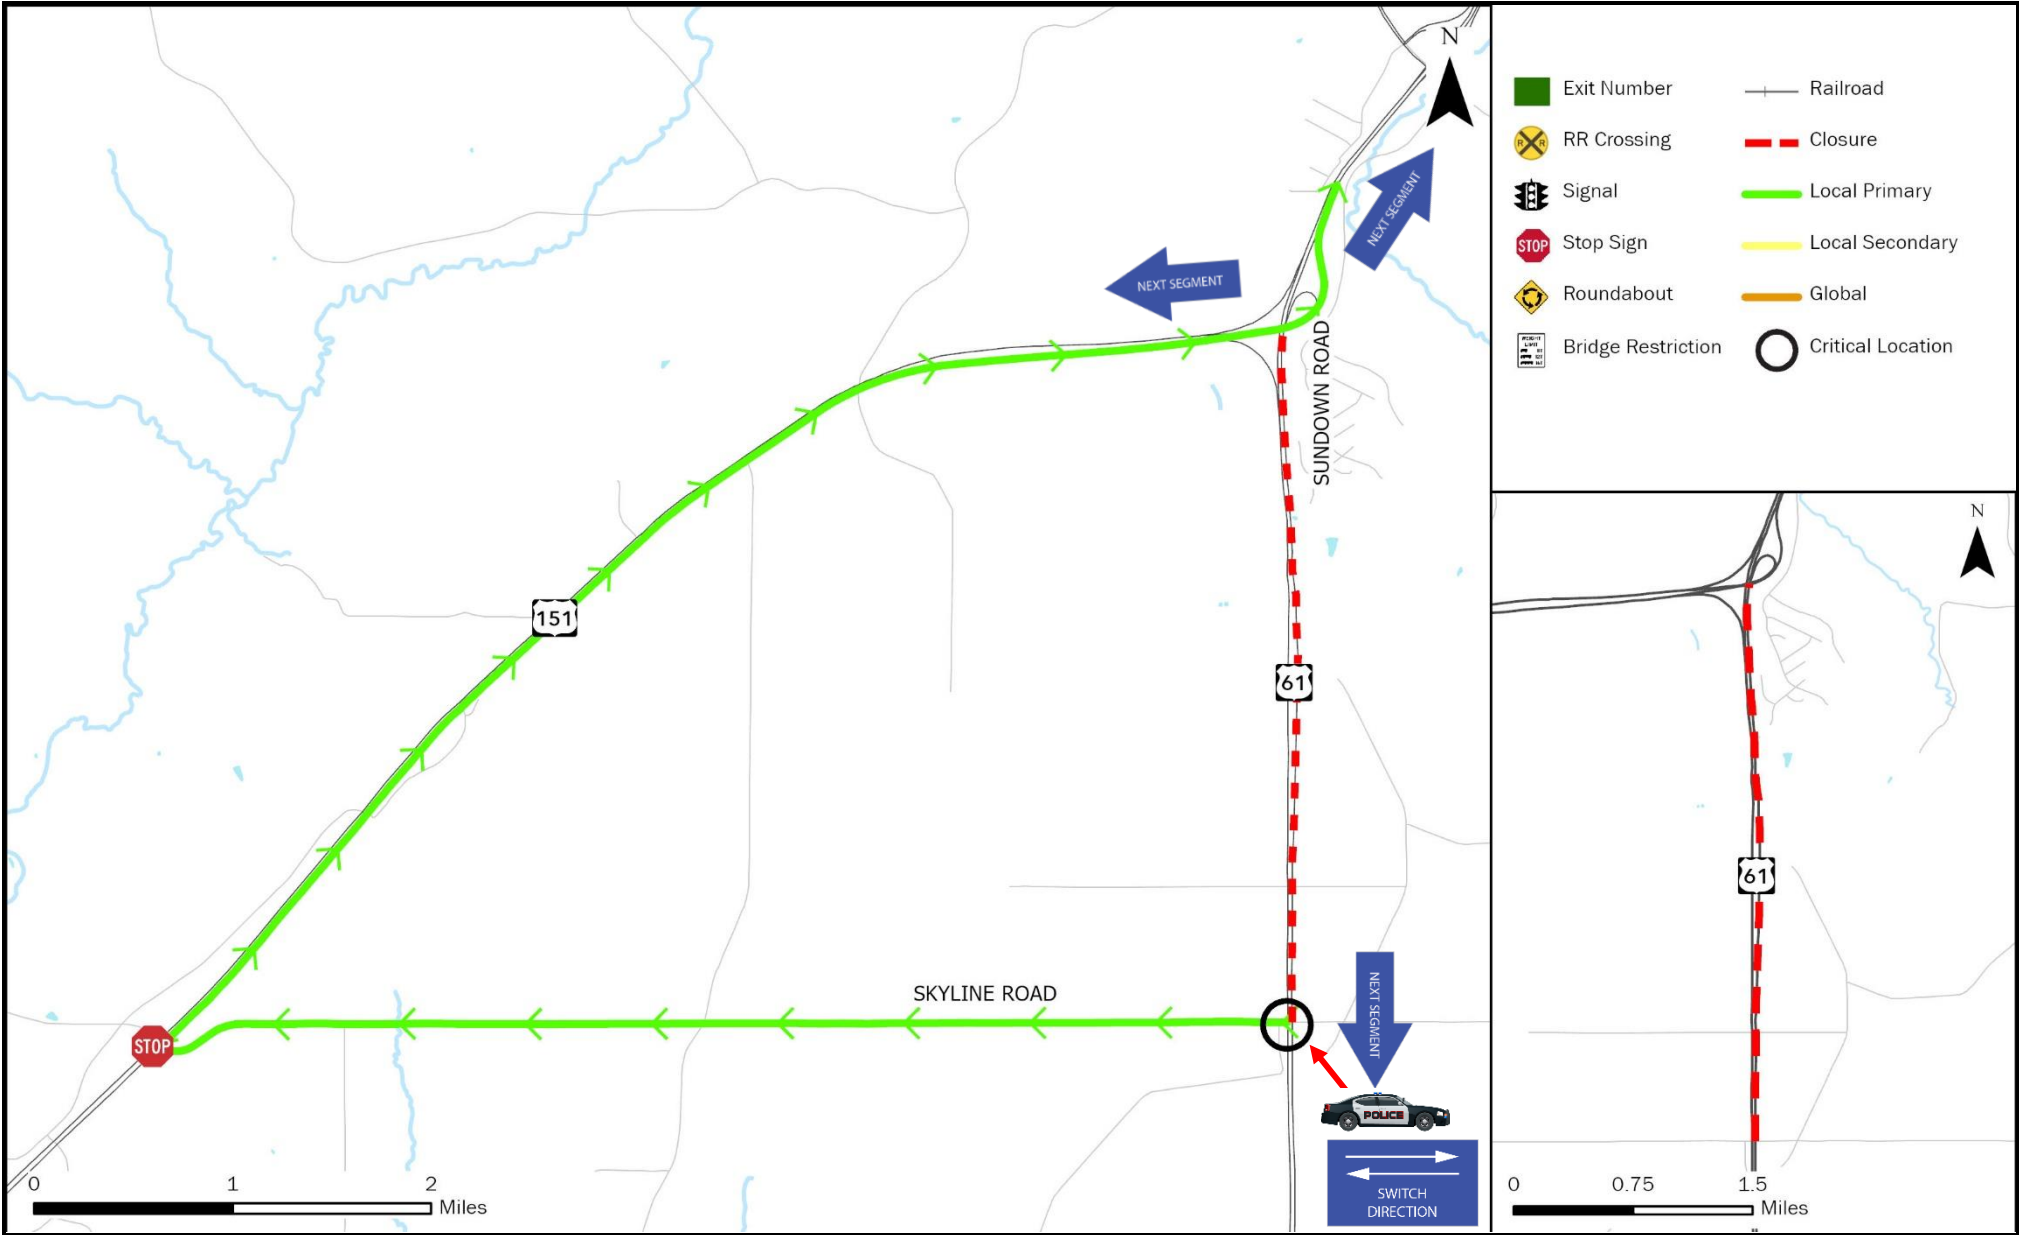 N
NEXT SEGMENT
NEXT SEGMENT
SUNDOWN ROAD
151
61
SKYLINE ROAD
NEXT SEGMENT
STOP
POLICE
SWITCH
DIRECTION
0 1 2
Miles
Exit Number
Railroad
R R
RR Crossing
Closure
Signal
Local Primary
STOP
Stop Sign
Local Secondary
Roundabout
Global
WEIGHT
LIMIT
Bridge Restriction
Critical Location
N
61
0 0.75 1.5
Miles